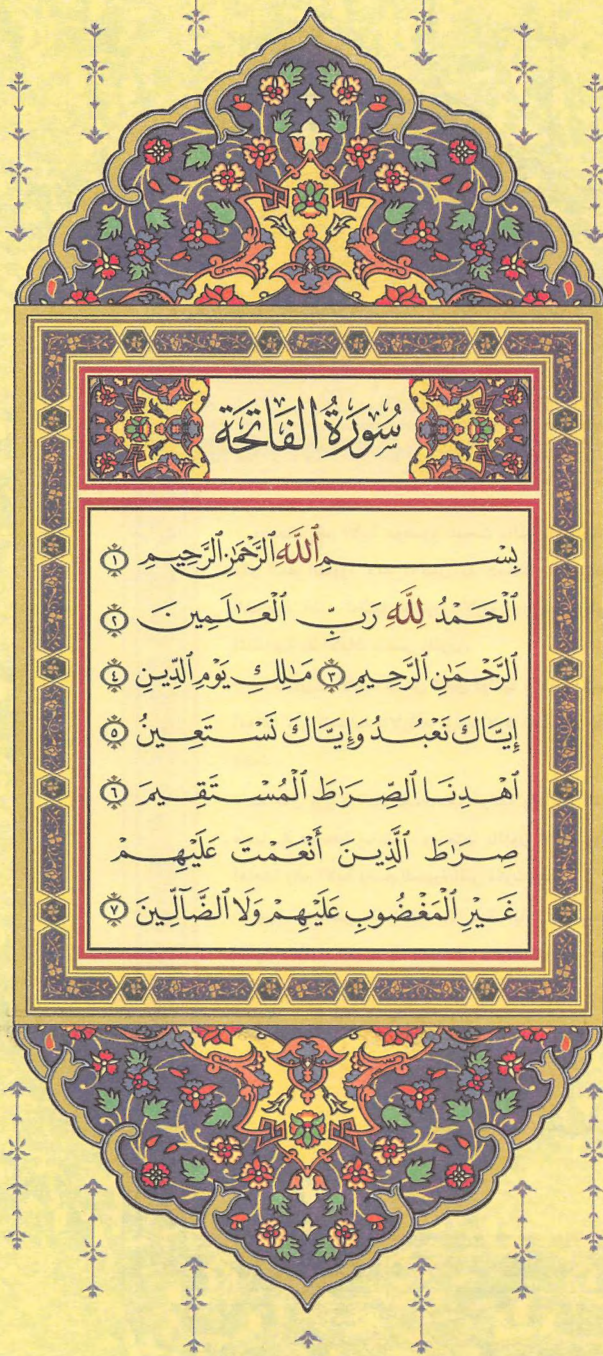 سُورَةُ الفَاتِحَة
بِسْمِ ٱللَّهِ ٱلرَّحْمَٰنِ ٱلرَّحِيمِ ۝١
ٱلْحَمْدُ لِلَّهِ رَبِّ ٱلْعَٰلَمِينَ ۝٢
ٱلرَّحْمَٰنِ ٱلرَّحِيمِ ۝٣ مَٰلِكِ يَوْمِ ٱلدِّينِ ۝٤
إِيَّاكَ نَعْبُدُ وَإِيَّاكَ نَسْتَعِينُ ۝٥
ٱهْدِنَا ٱلصِّرَٰطَ ٱلْمُسْتَقِيمَ ۝٦
صِرَٰطَ ٱلَّذِينَ أَنْعَمْتَ عَلَيْهِمْ
غَيْرِ ٱلْمَغْضُوبِ عَلَيْهِمْ وَلَا ٱلضَّآلِّينَ ۝٧